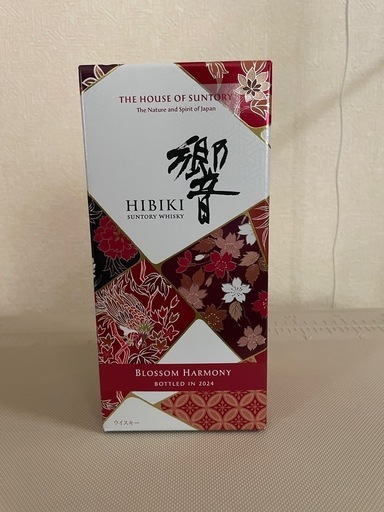 THE HOUSE OF SUNTORY
The Nature and Spirit of Japan
響
HIBIKI
SUNTORY WHISKY
BLOSSOM HARMONY
BOTTLED IN 2024
ウイスキー